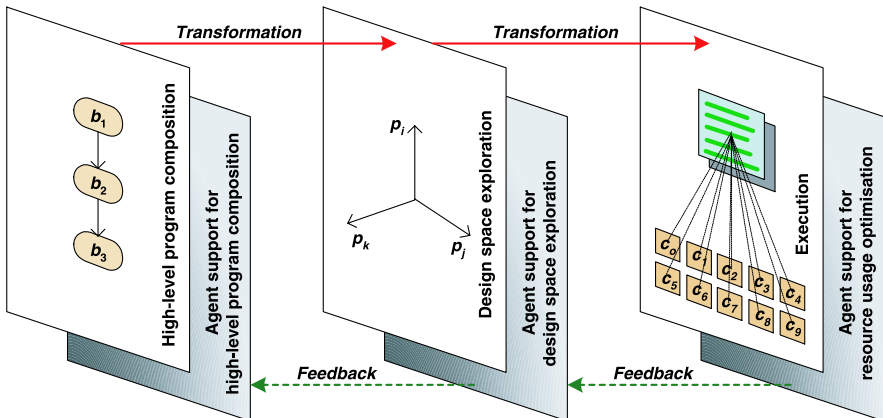 Transformation
Transformation
b1
b2
b3
High-level program composition
Agent support for
high-level program composition
pi
pk
pj
Design space exploration
Agent support for
design space exploration
c0
c1
c2
c3
c4
c5
c6
c7
c8
c9
Execution
Agent support for
resource usage optimisation
Feedback
Feedback